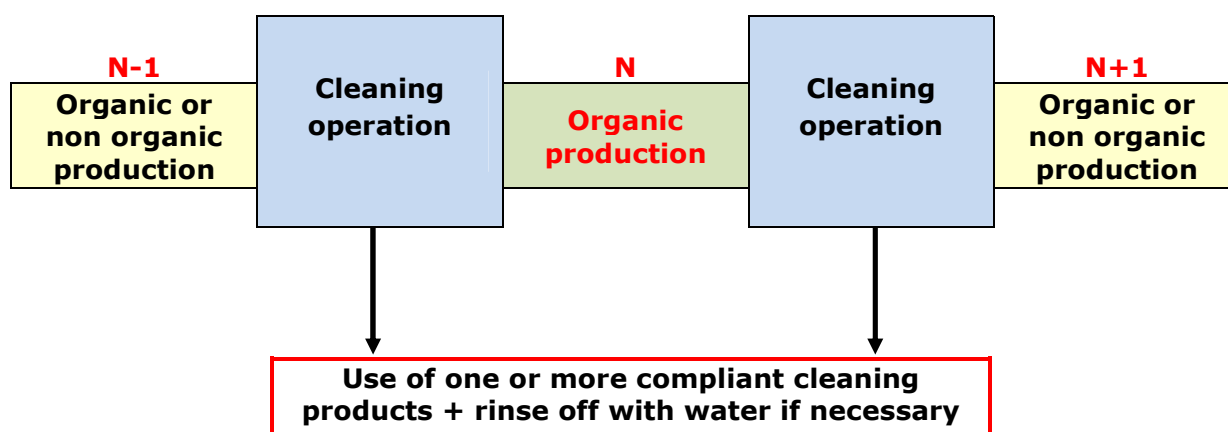 N-1
Organic or
non organic
production
Cleaning
operation
N
Organic
production
Cleaning
operation
N+1
Organic or
non organic
production
Use of one or more compliant cleaning
products + rinse off with water if necessary